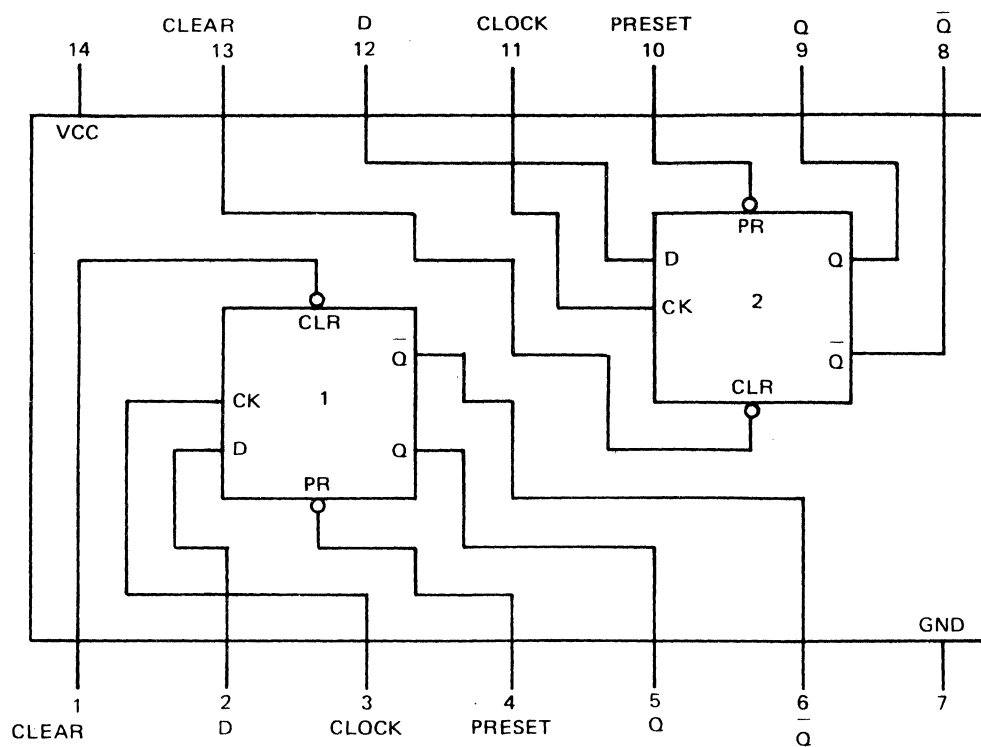 CLEAR D CLOCK PRESET Q Q̅
14 13 12 11 10 9 8
VCC
PR
D Q
CK 2
Q̅
CLR
CLR
Q̅
CK 1
D Q
PR
GND
1 2 3 4 5 6 7
CLEAR D CLOCK PRESET Q Q̅